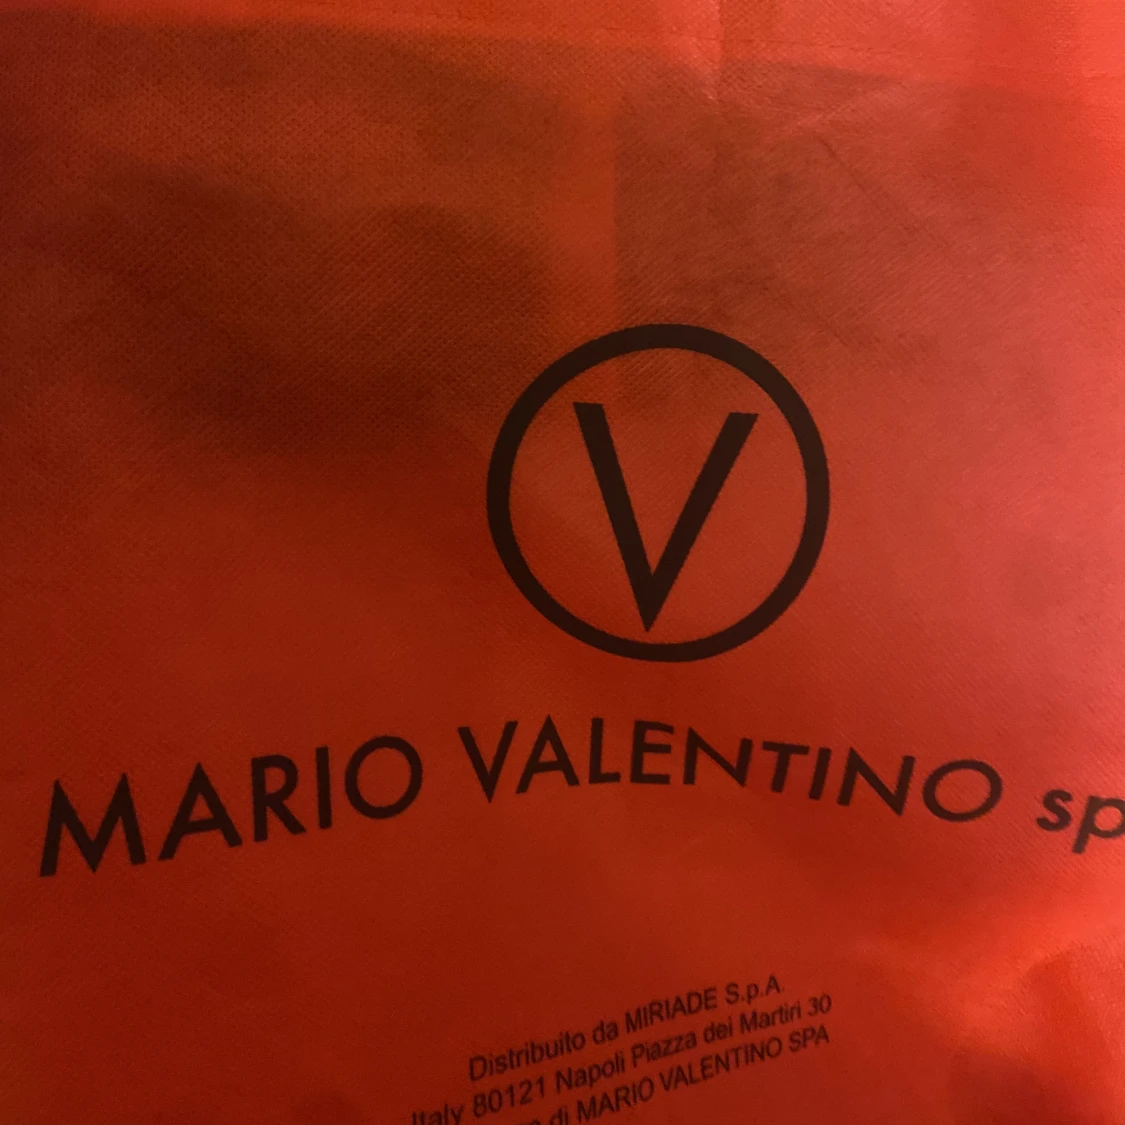 V
MARIO VALENTINO sp
Distribuito da MIRIADE S.p.A.
Italy 80121 Napoli Piazza dei Martiri 30
di MARIO VALENTINO SPA